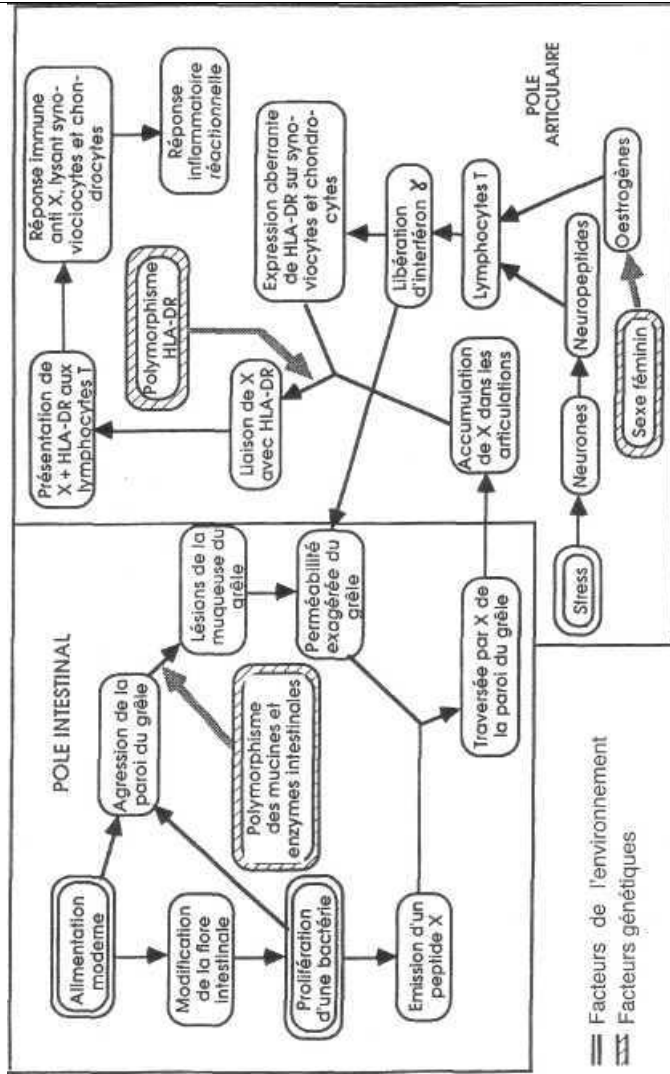 POLE INTESTINAL
Alimentation
moderne
Modification
de la flore
intestinale
Prolifération
d'une bactérie
Emission d'un
peptide X
Agression de la
paroi du grêle
Polymorphisme
des mucines et
enzymes intestinales
Lésions de la
muqueuse du
grêle
Perméabilité
exagérée du
grêle
Traversée par X de
la paroi du grêle
Présentation de
X + HLA-DR aux
lymphocytes T
Réponse immune
anti X, lysant syno-
viociocytes et chon-
drocytes
Réponse
inflammatoire
réactionnelle
Polymorphisme
HLA-DR
Liaison de X
avec HLA-DR
Expression aberrante
de HLA-DR sur syno-
viocytes et chondro-
cytes
Libération
d'interféron ɣ
Accumulation
de X dans les
articulations
Lymphocytes T
Stress
Neurones
Neuropeptides
Oestrogènes
Sexe féminin
POLE
ARTICULAIRE
Facteurs de l'environnement
Facteurs génétiques